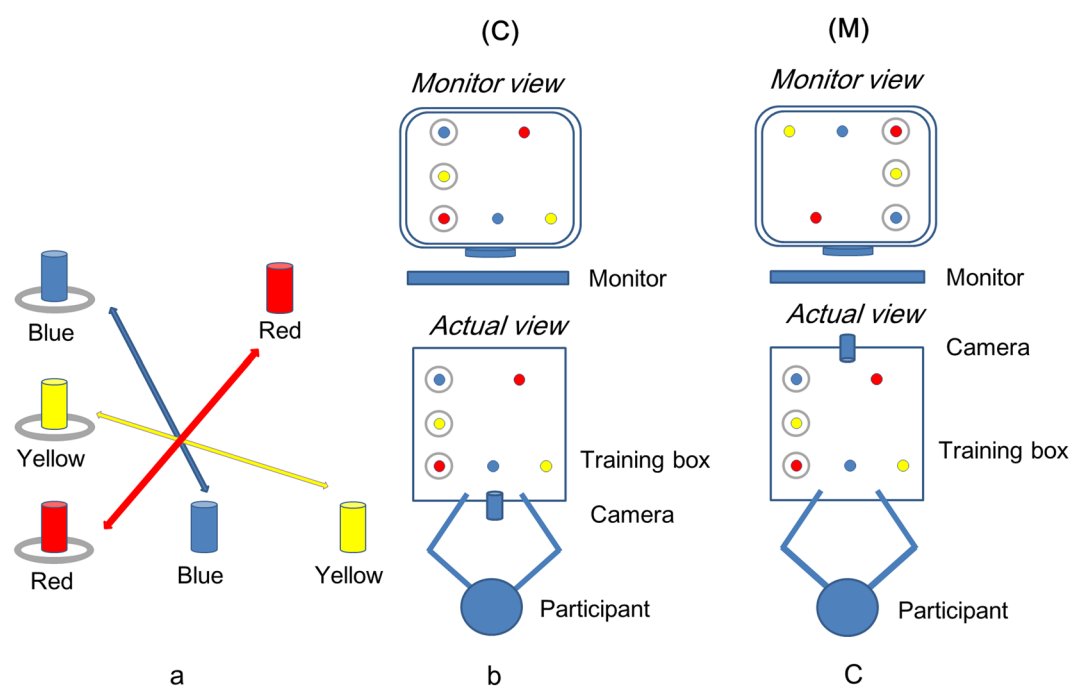 (C)
(M)
Monitor view
Monitor view
Monitor
Monitor
Actual view
Actual view
Camera
Blue
Red
Yellow
Training box
Training box
Camera
Red
Blue
Yellow
Participant
Participant
a
b
C